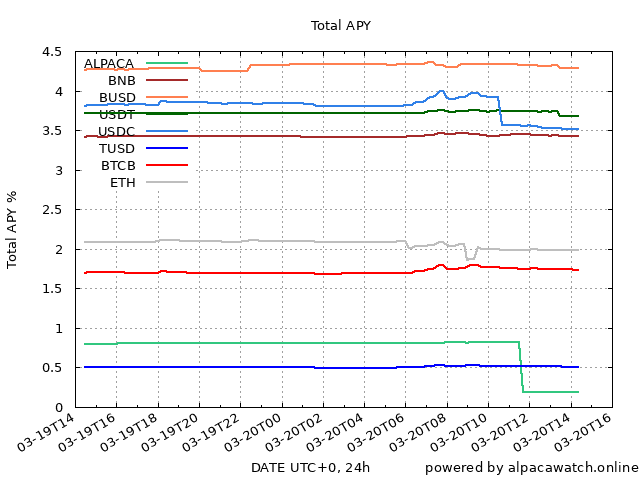 Total APY
Total APY %
4.5
4
3.5
3
2.5
2
1.5
1
0.5
0
ALPACA
BNB
BUSD
USDT
USDC
TUSD
BTCB
ETH
03-19T14
03-19T16
03-19T18
03-19T20
03-19T22
03-20T00
03-20T02
03-20T04
03-20T06
03-20T08
03-20T10
03-20T12
03-20T14
03-20T16
DATE UTC+0, 24h
powered by alpacawatch.online